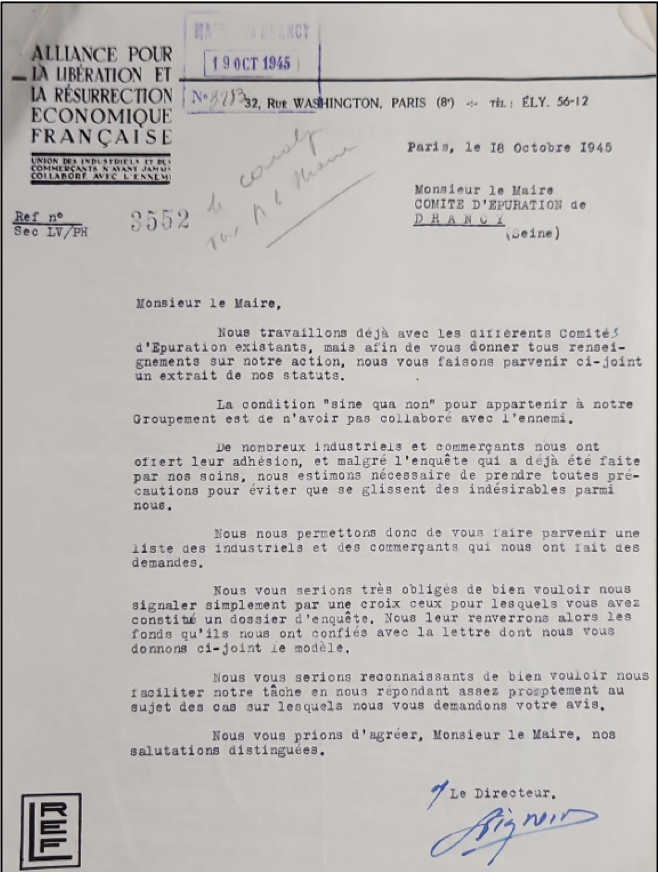 MAIRIE DE DRANCY
19 OCT 1945
N° 3283
ALLIANCE POUR
LA LIBÉRATION ET
LA RÉSURRECTION
ECONOMIQUE
FRANÇAISE
UNION DES INDUSTRIELS ET DES
COMMERÇANTS N'AYANT JAMAIS
COLLABORÉ AVEC L'ENNEMI
32, RUE WASHINGTON, PARIS (8e) -:- TÉL : ÉLY. 56-12
Paris, le 18 Octobre 1945
Monsieur le Maire
COMITE D'EPURATION de
DRANCY
(Seine)
Ref n° 3552
Sec LV/PH
Monsieur le Maire,
Nous travaillons déjà avec les différents Comités
d'Epuration existants, mais afin de vous donner tous rensei-
gnements sur notre action, nous vous faisons parvenir ci-joint
un extrait de nos statuts.
La condition "sine qua non" pour appartenir à notre
Groupement est de n'avoir pas collaboré avec l'ennemi.
De nombreux industriels et commerçants nous ont
offert leur adhésion, et malgré l'enquête qui a déjà été faite
par nos soins, nous estimons nécessaire de prendre toutes pré-
cautions pour éviter que se glissent des indésirables parmi
nous.
Nous nous permettons donc de vous faire parvenir une
liste des industriels et des commerçants qui nous ont fait des
demandes.
Nous vous serions très obligés de bien vouloir nous
signaler simplement par une croix ceux pour lesquels vous avez
constitué un dossier d'enquête. Nous leur renverrons alors les
fonds qu'ils nous ont confiés avec la lettre dont nous vous
donnons ci-joint le modèle.
Nous vous serions reconnaissants de bien vouloir nous
faciliter notre tâche en nous répondant assez promptement au
sujet des cas sur lesquels nous vous demandons votre avis.
Nous vous prions d'agréer, Monsieur le Maire, nos
salutations distinguées.
Le Directeur.
LREF